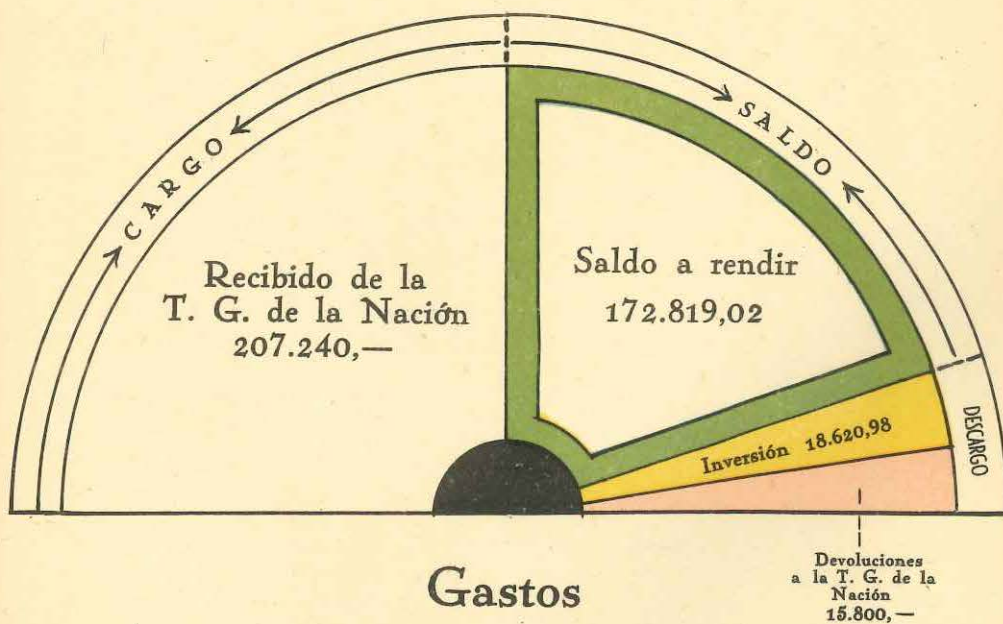 CARGO
SALDO
Recibido de la
T. G. de la Nación
207.240,—
Saldo a rendir
172.819,02
Inversión 18.620,98
DESCARGO
Devoluciones
a la T. G. de la
Nación
15.800,—
Gastos